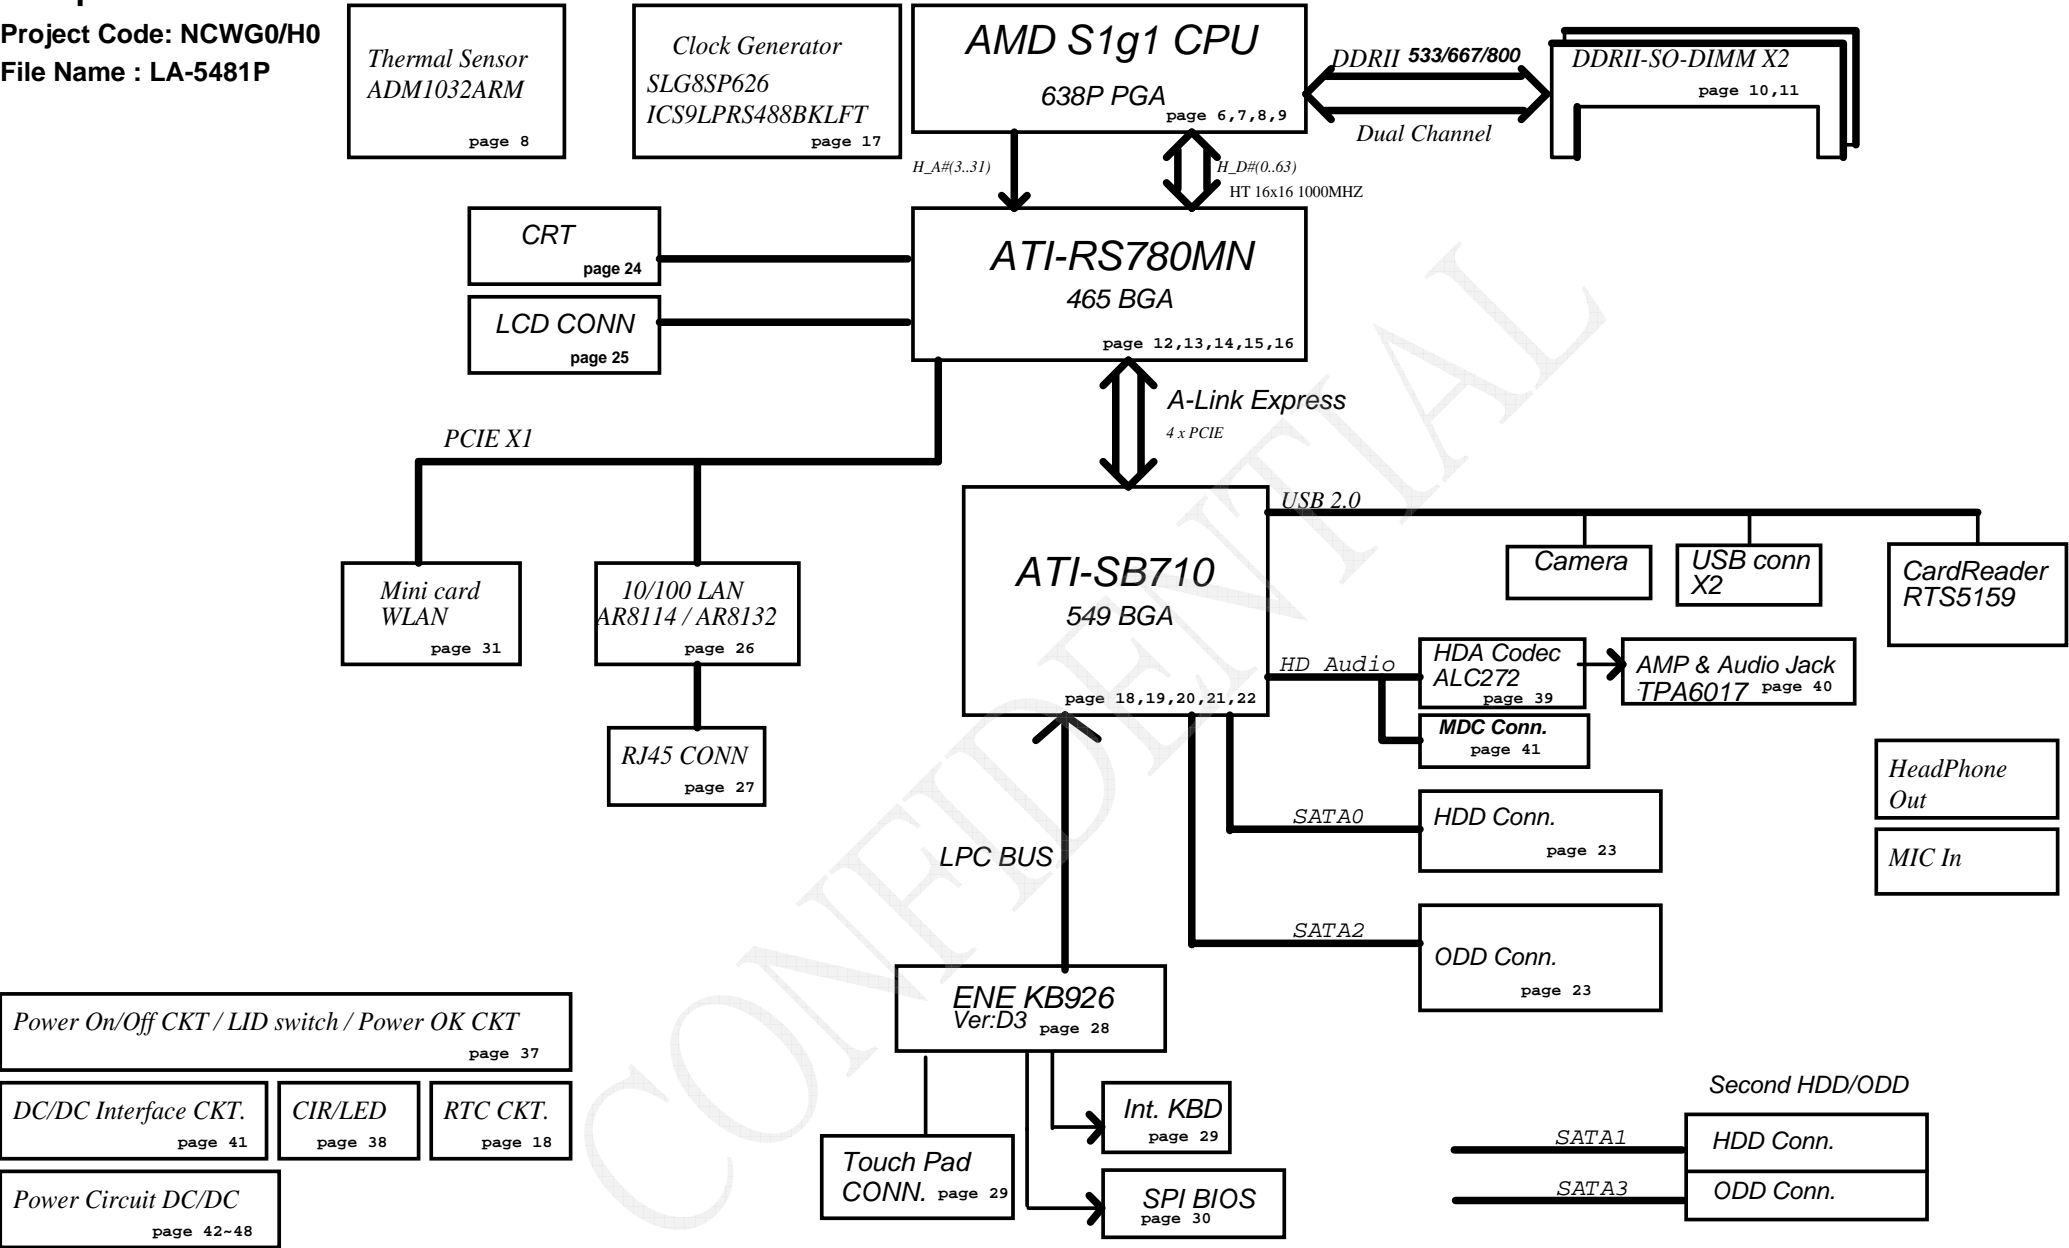 Project Code: NCWG0/H0
File Name : LA-5481P
Thermal Sensor
ADM1032ARM
page 8
Clock Generator
SLG8SP626
ICS9LPRS488BKLFT
page 17
AMD S1g1 CPU
638P PGA
page 6,7,8,9
DDRII 533/667/800
Dual Channel
DDRII-SO-DIMM X2
page 10,11
H_A#(3..31)
H_D#(0..63)
HT 16x16 1000MHZ
CRT
page 24
LCD CONN
page 25
ATI-RS780MN
465 BGA
page 12,13,14,15,16
A-Link Express
4 x PCIE
PCIE X1
Mini card
WLAN
page 31
10/100 LAN
AR8114 / AR8132
page 26
RJ45 CONN
page 27
ATI-SB710
549 BGA
page 18,19,20,21,22
USB 2.0
Camera
USB conn
X2
CardReader
RTS5159
HD Audio
HDA Codec
ALC272
page 39
AMP & Audio Jack
TPA6017 page 40
MDC Conn.
page 41
HeadPhone
Out
MIC In
SATA0
HDD Conn.
page 23
SATA2
ODD Conn.
page 23
LPC BUS
ENE KB926
Ver:D3 page 28
Int. KBD
page 29
Touch Pad
CONN. page 29
SPI BIOS
page 30
Power On/Off CKT / LID switch / Power OK CKT
page 37
DC/DC Interface CKT.
page 41
CIR/LED
page 38
RTC CKT.
page 18
Power Circuit DC/DC
page 42~48
Second HDD/ODD
SATA1
HDD Conn.
SATA3
ODD Conn.
CONFIDENTIAL